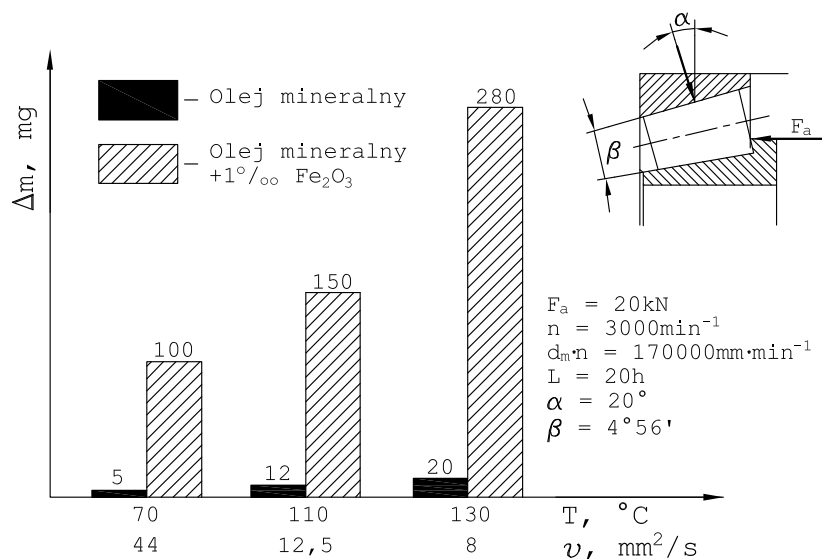 α
Δm, mg
– Olej mineralny
– Olej mineralny
+1°/₀₀ Fe₂O₃
280
Fₐ
β
150
100
Fₐ = 20kN
n = 3000min⁻¹
dₘ·n = 170000mm·min⁻¹
L = 20h
α = 20°
β = 4°56'
5
12
20
70 110 130 T, °C
44 12,5 8 υ, mm²/s